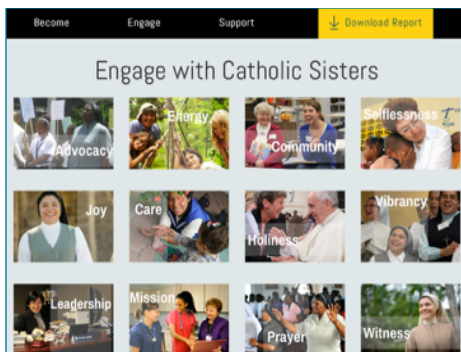 Become Engage Support Download Report
Engage with Catholic Sisters
Advocacy
Energy
Community
Selflessness
Joy
Care
Holiness
Vibrancy
Leadership
Mission
Prayer
Witness